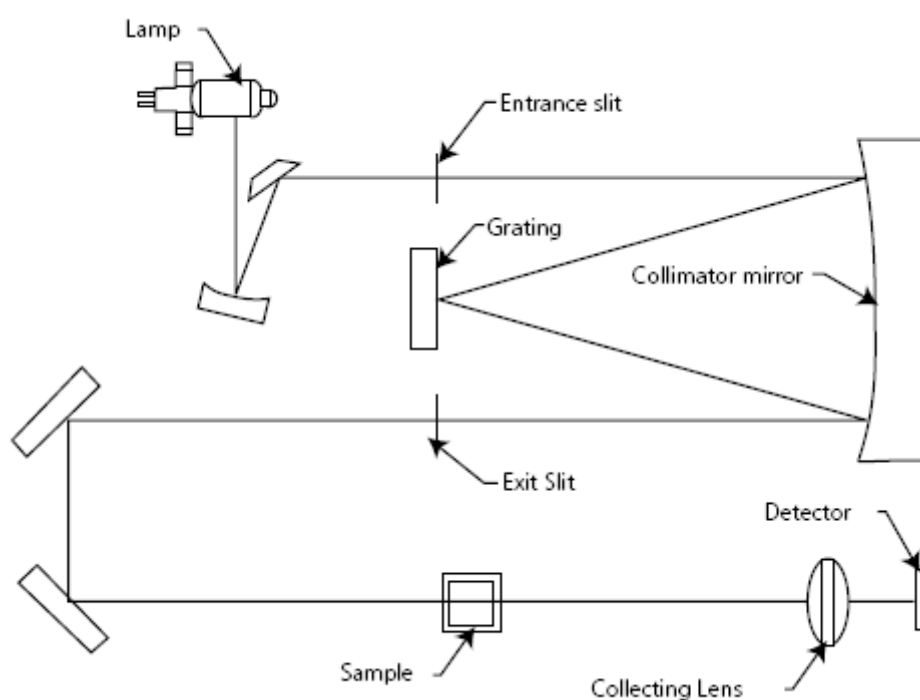 Lamp
Entrance slit
Grating
Collimator mirror
Exit Slit
Detector
Sample
Collecting Lens